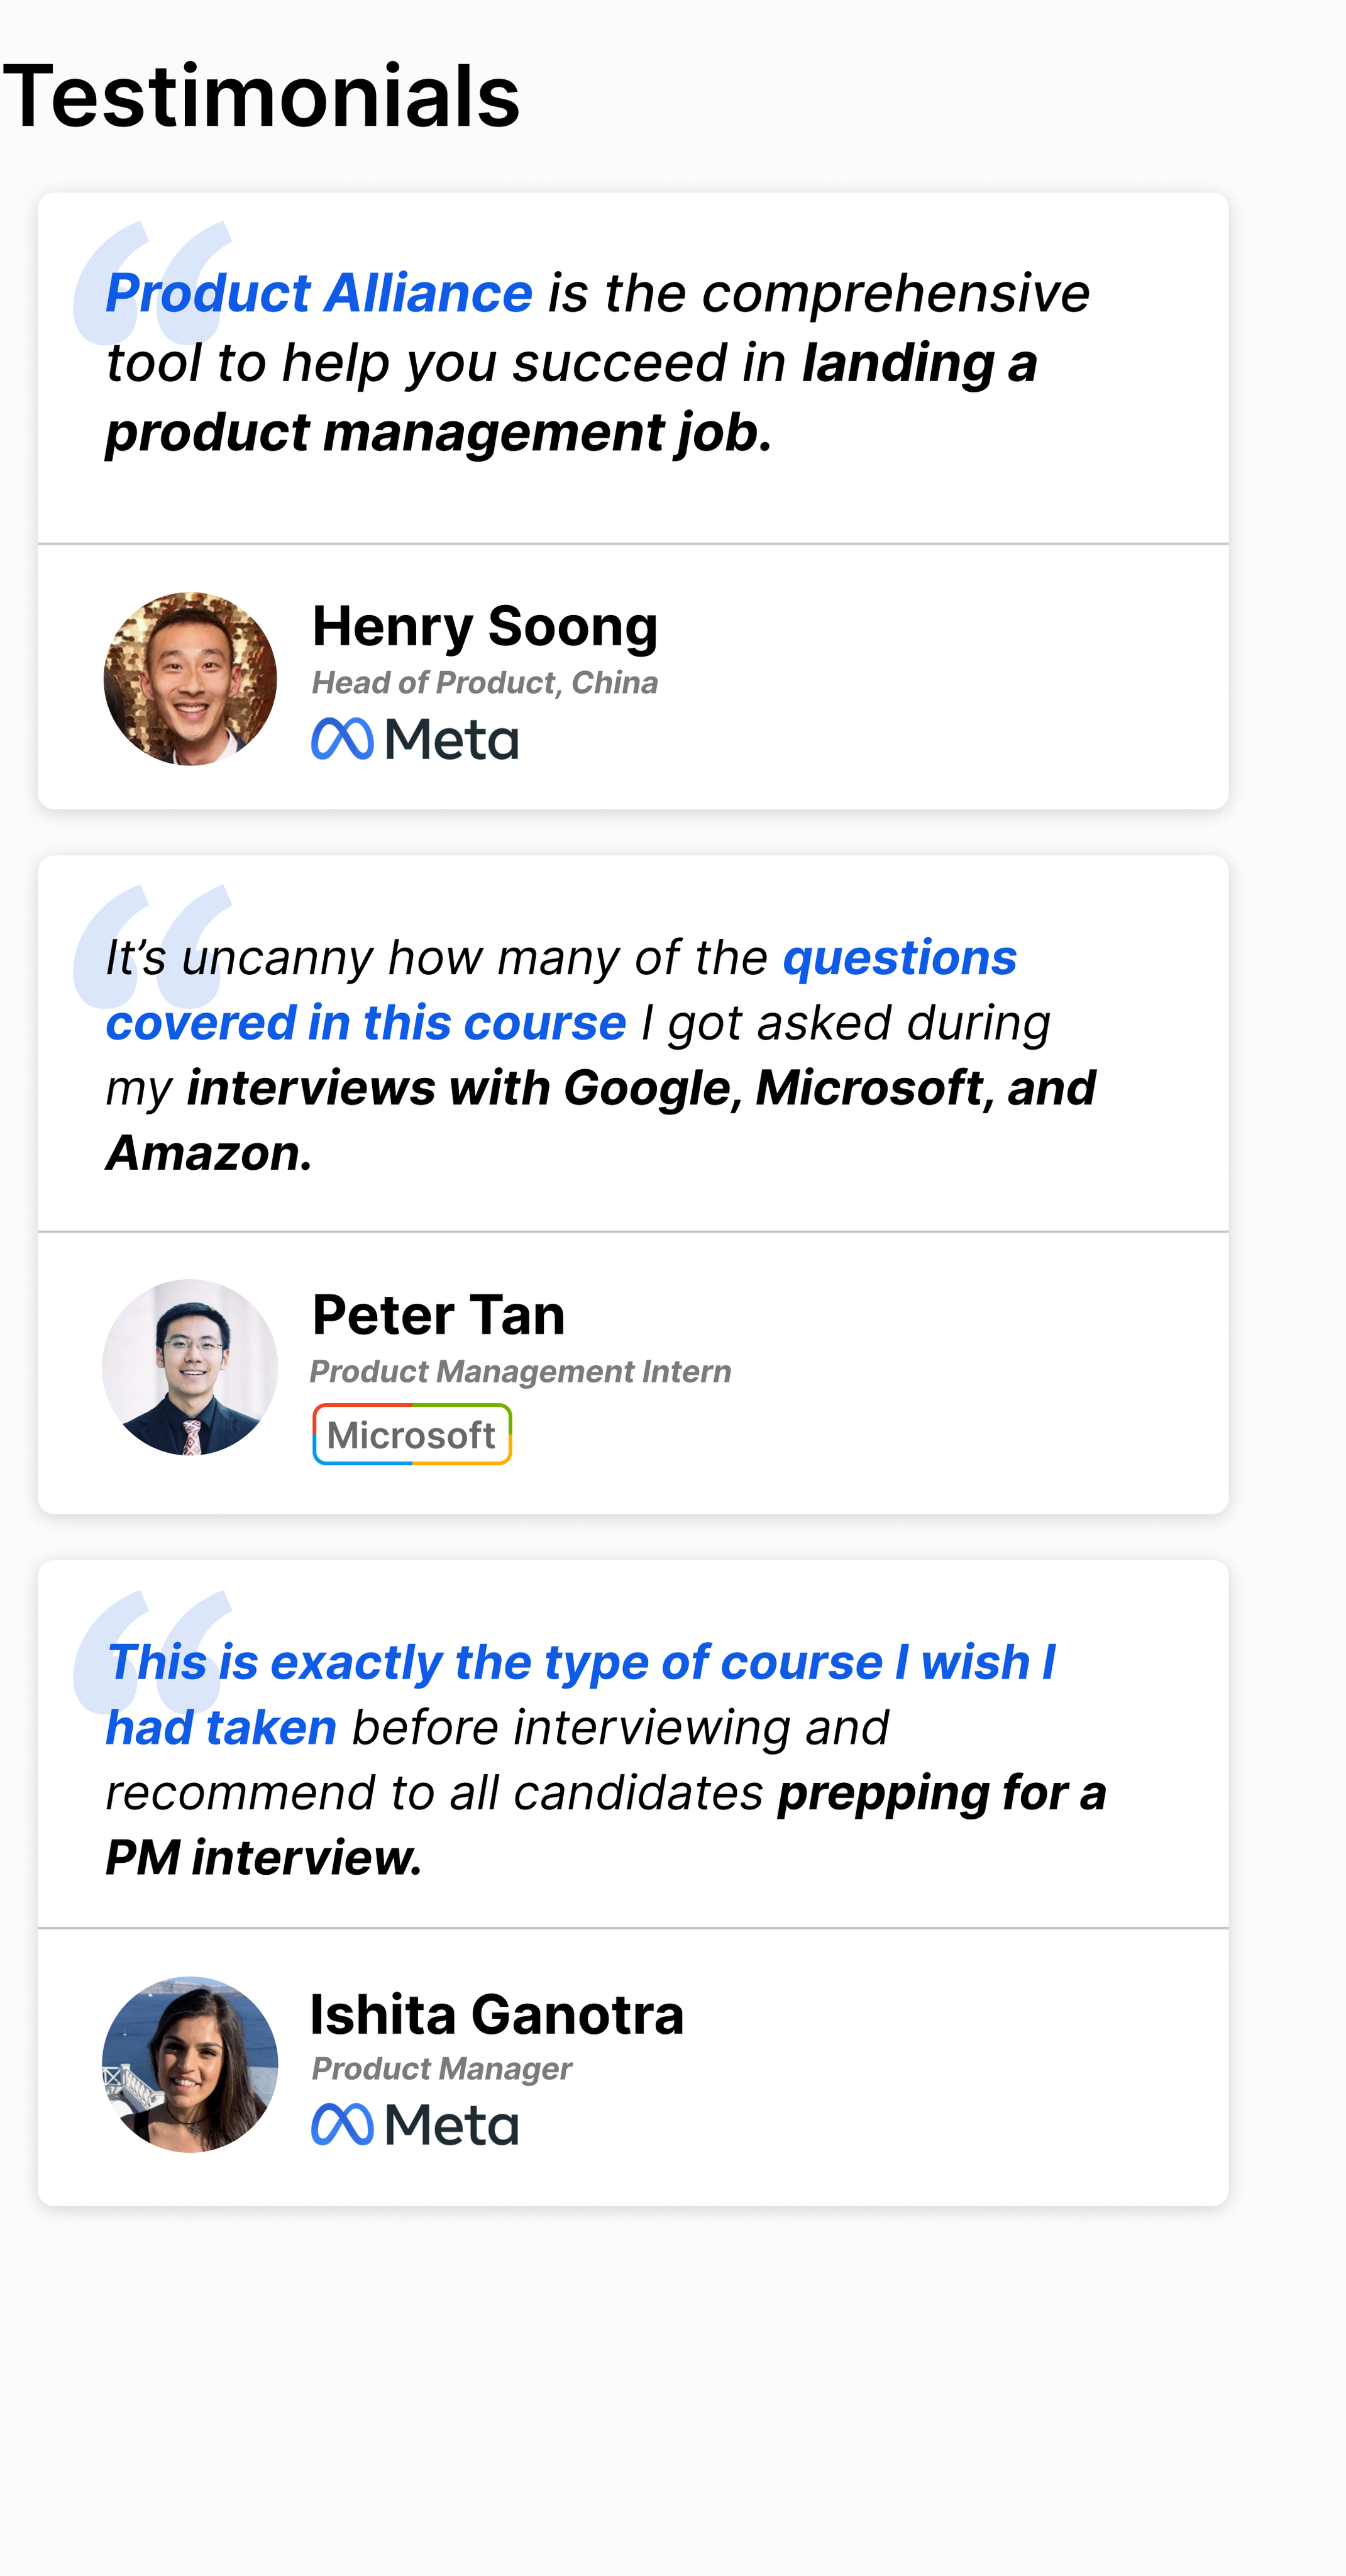 Testimonials
Product Alliance is the comprehensive
tool to help you succeed in landing a
product management job.
Henry Soong
Head of Product, China
Meta
It’s uncanny how many of the questions
covered in this course I got asked during
my interviews with Google, Microsoft, and
Amazon.
Peter Tan
Product Management Intern
Microsoft
This is exactly the type of course I wish I
had taken before interviewing and
recommend to all candidates prepping for a
PM interview.
Ishita Ganotra
Product Manager
Meta